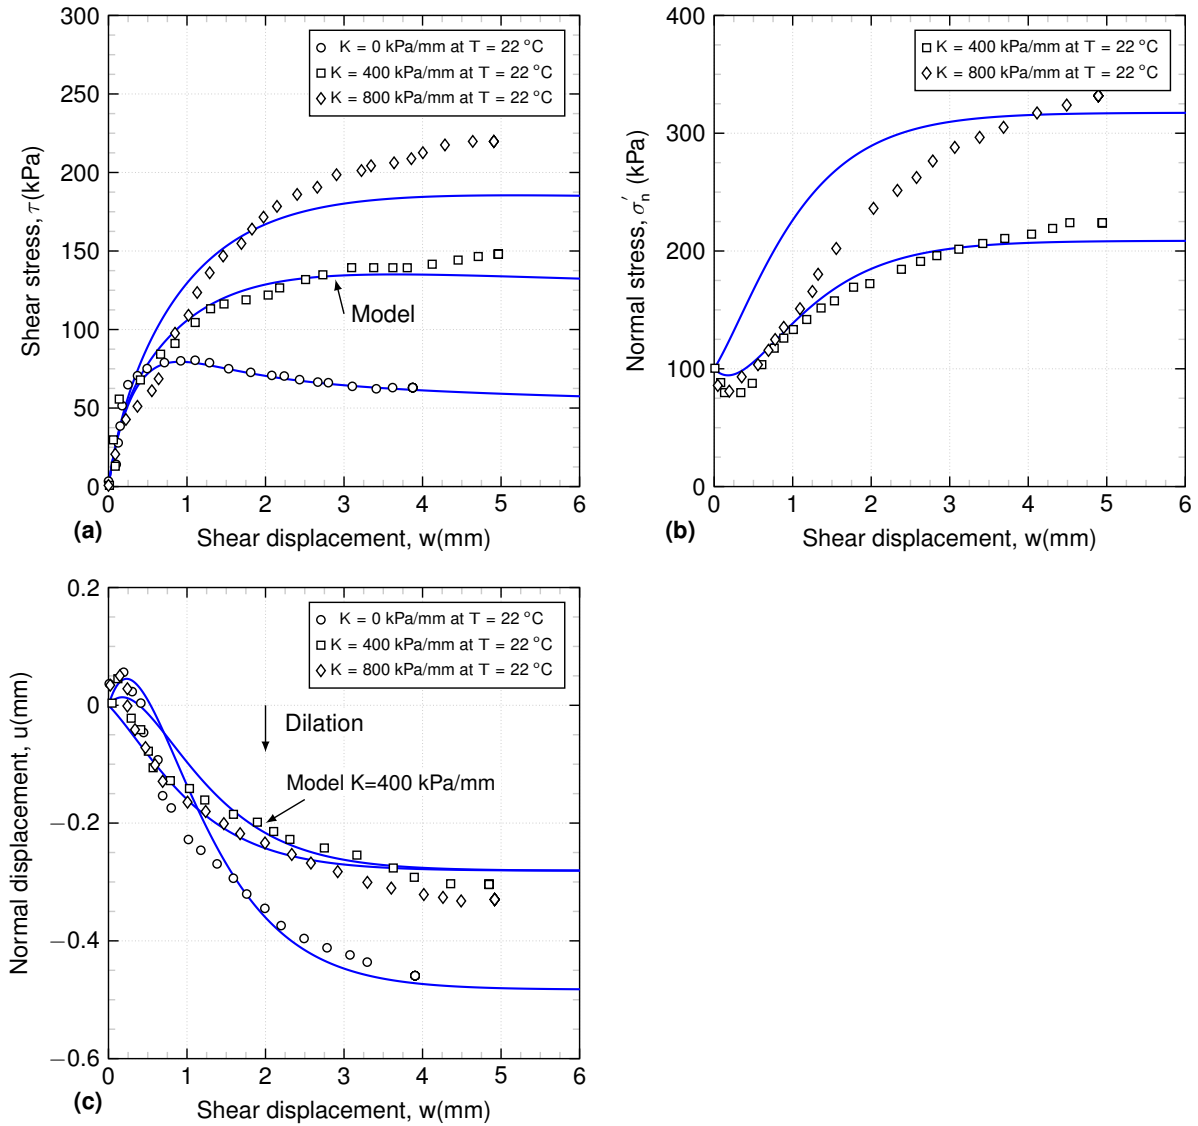 300
250
200
150
100
50
0
0 1 2 3 4 5 6
Shear stress, τ(kPa)
K = 0 kPa/mm at T = 22 °C
K = 400 kPa/mm at T = 22 °C
K = 800 kPa/mm at T = 22 °C
Model
(a)
Shear displacement, w(mm)
400
300
200
100
0
0 1 2 3 4 5 6
Normal stress, σ′n (kPa)
K = 400 kPa/mm at T = 22 °C
K = 800 kPa/mm at T = 22 °C
(b)
Shear displacement, w(mm)
0.2
0
−0.2
−0.4
−0.6
0 1 2 3 4 5 6
Normal displacement, u(mm)
K = 0 kPa/mm at T = 22 °C
K = 400 kPa/mm at T = 22 °C
K = 800 kPa/mm at T = 22 °C
Dilation
Model K=400 kPa/mm
(c)
Shear displacement, w(mm)